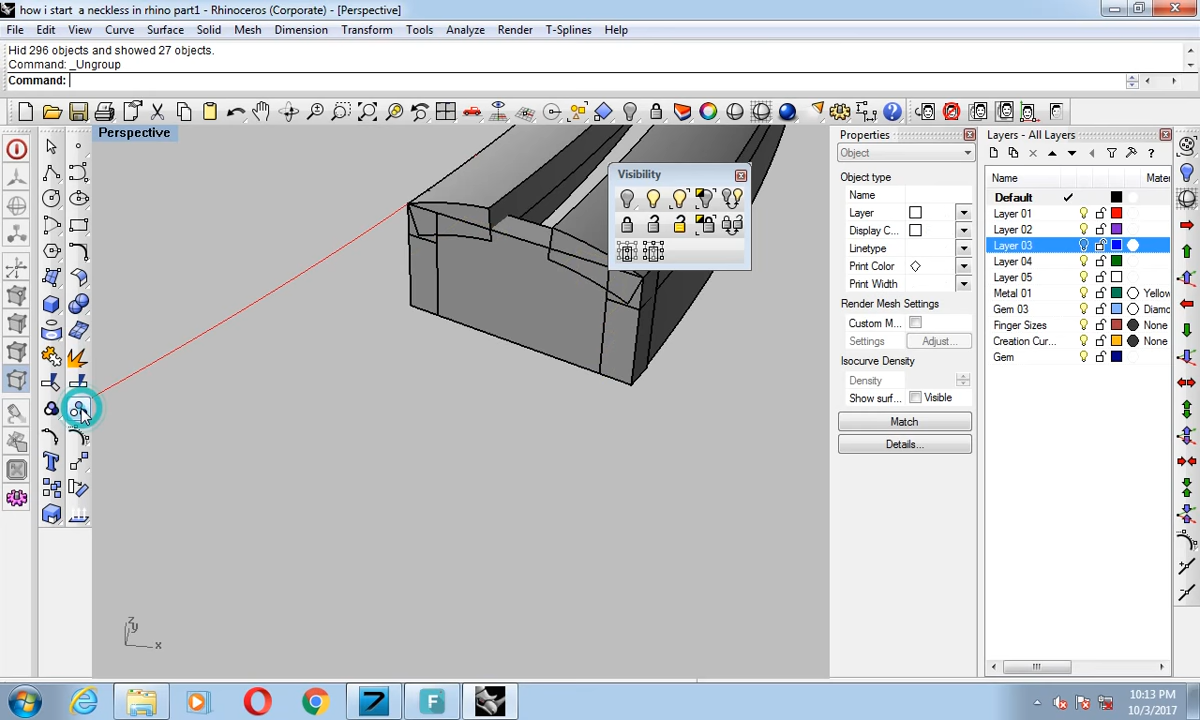 how i start  a neckless in rhino part1 - Rhinoceros (Corporate) - [Perspective]
File Edit View Curve Surface Solid Mesh Dimension Transform Tools Analyze Render T-Splines Help
Hid 296 objects and showed 27 objects.
Command: _Ungroup
Command:
Perspective
Visibility
Properties
Object
Object type
Name
Layer
Display C...
Linetype
Print Color
Print Width
Render Mesh Settings
Custom M...
Settings Adjust...
Isocurve Density
Density
Show surf... Visible
Match
Details...
Layers - All Layers
Name Mater
Default
Layer 01
Layer 02
Layer 03
Layer 04
Layer 05
Metal 01 Yellow
Gem 03 Diamo
Finger Sizes None
Creation Cur... None
Gem
z
y
x
10:13 PM
10/3/2017